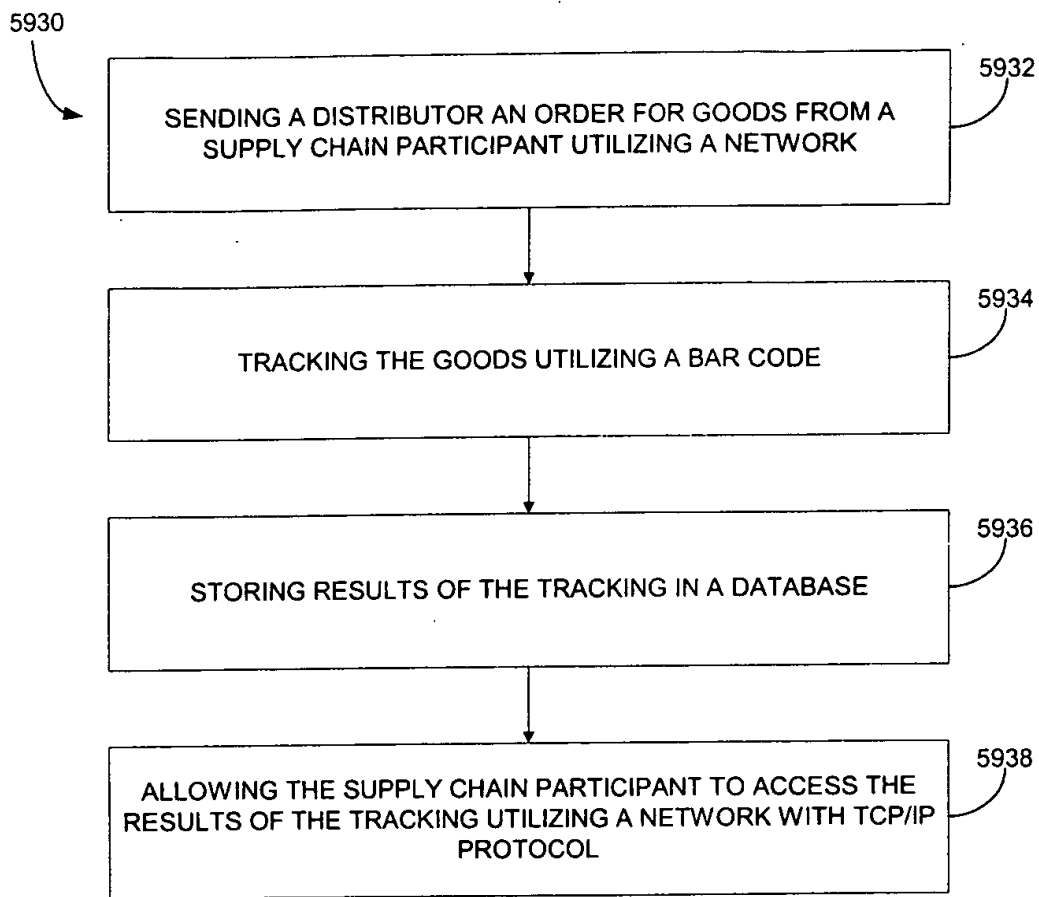 5930
5932
SENDING A DISTRIBUTOR AN ORDER FOR GOODS FROM A
SUPPLY CHAIN PARTICIPANT UTILIZING A NETWORK
5934
TRACKING THE GOODS UTILIZING A BAR CODE
5936
STORING RESULTS OF THE TRACKING IN A DATABASE
5938
ALLOWING THE SUPPLY CHAIN PARTICIPANT TO ACCESS THE
RESULTS OF THE TRACKING UTILIZING A NETWORK WITH TCP/IP
PROTOCOL